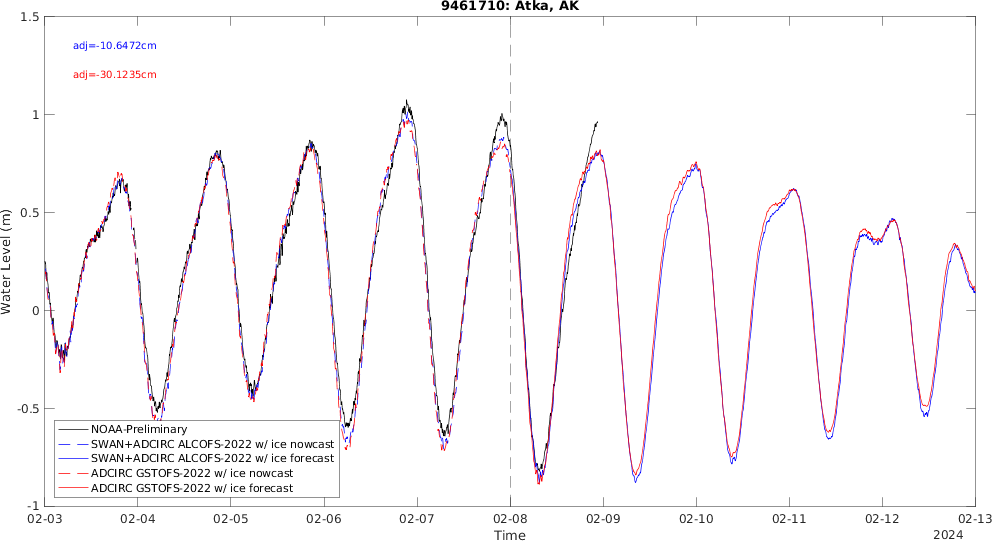 9461710: Atka, AK
1.5
adj=-10.6472cm
adj=-30.1235cm
1
0.5
0
-0.5
-1
Water Level (m)
NOAA-Preliminary
SWAN+ADCIRC ALCOFS-2022 w/ ice nowcast
SWAN+ADCIRC ALCOFS-2022 w/ ice forecast
ADCIRC GSTOFS-2022 w/ ice nowcast
ADCIRC GSTOFS-2022 w/ ice forecast
02-03 02-04 02-05 02-06 02-07 02-08 02-09 02-10 02-11 02-12 02-13
Time
2024